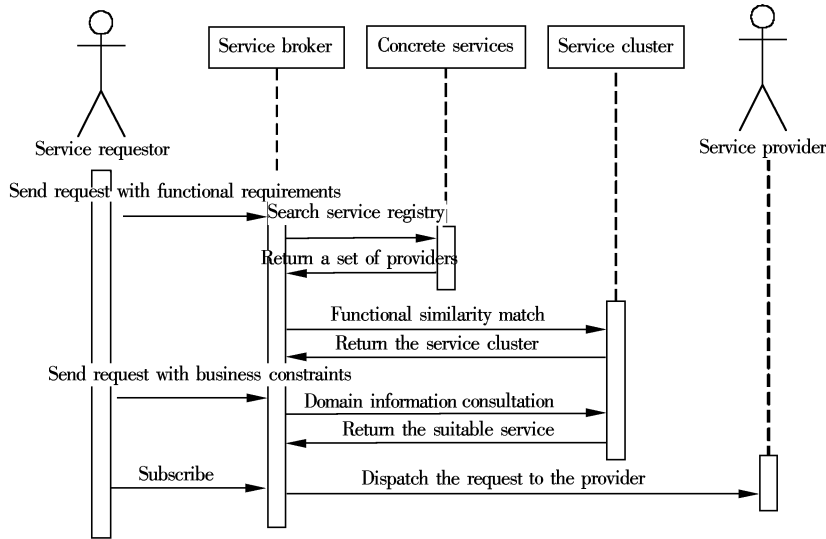 Service broker
Concrete services
Service cluster
Service requestor
Service provider
Send request with functional requirements
Search service registry
Return a set of providers
Functional similarity match
Return the service cluster
Send request with business constraints
Domain information consultation
Return the suitable service
Subscribe
Dispatch the request to the provider